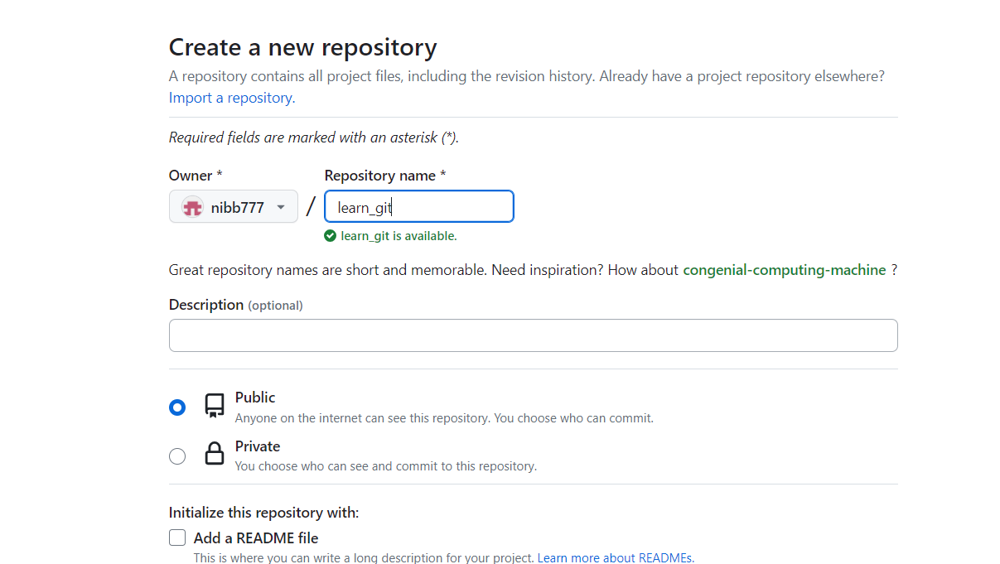 Create a new repository
A repository contains all project files, including the revision history. Already have a project repository elsewhere?
Import a repository.
Required fields are marked with an asterisk (*).
Owner * Repository name *
nibb777 / learn_git
learn_git is available.
Great repository names are short and memorable. Need inspiration? How about congenial-computing-machine ?
Description (optional)
Public
Anyone on the internet can see this repository. You choose who can commit.
Private
You choose who can see and commit to this repository.
Initialize this repository with:
Add a README file
This is where you can write a long description for your project. Learn more about READMEs.